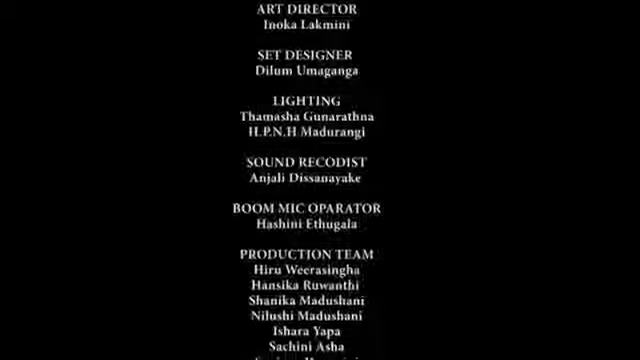 ART DIRECTOR
Inoka Lakmini
SET DESIGNER
Dilum Umaganga
LIGHTING
Thamasha Gunarathna
H.P.N.H Madurangi
SOUND RECODIST
Anjali Dissanayake
BOOM MIC OPARATOR
Hashini Ethugala
PRODUCTION TEAM
Hiru Weerasingha
Hansika Ruwanthi
Shanika Madushani
Nilushi Madushani
Ishara Yapa
Sachini Asha